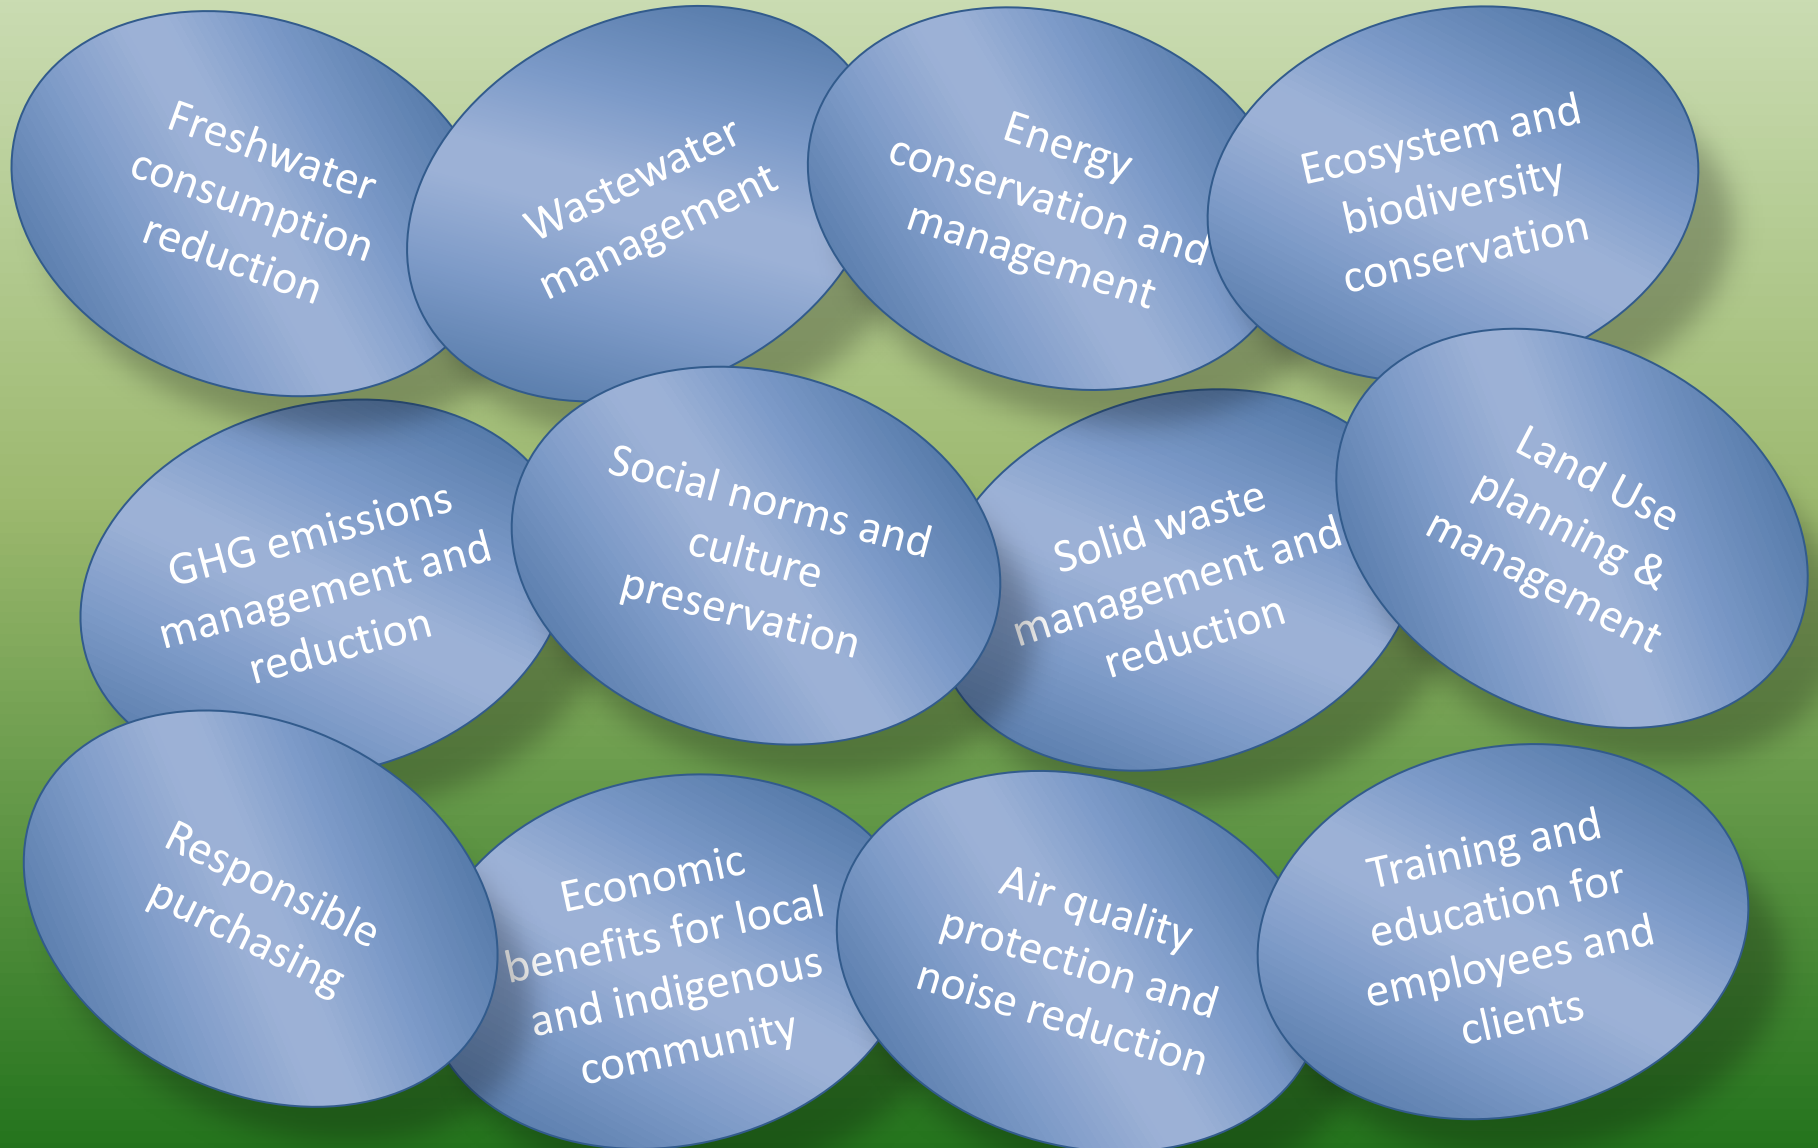 Freshwater
consumption
reduction
Wastewater
management
Energy
conservation and
management
Ecosystem and
biodiversity
conservation
GHG emissions
management and
reduction
Social norms and
culture
preservation
Solid waste
management and
reduction
Land Use
planning &
management
Responsible
purchasing
Economic
benefits for local
and indigenous
community
Air quality
protection and
noise reduction
Training and
education for
employees and
clients